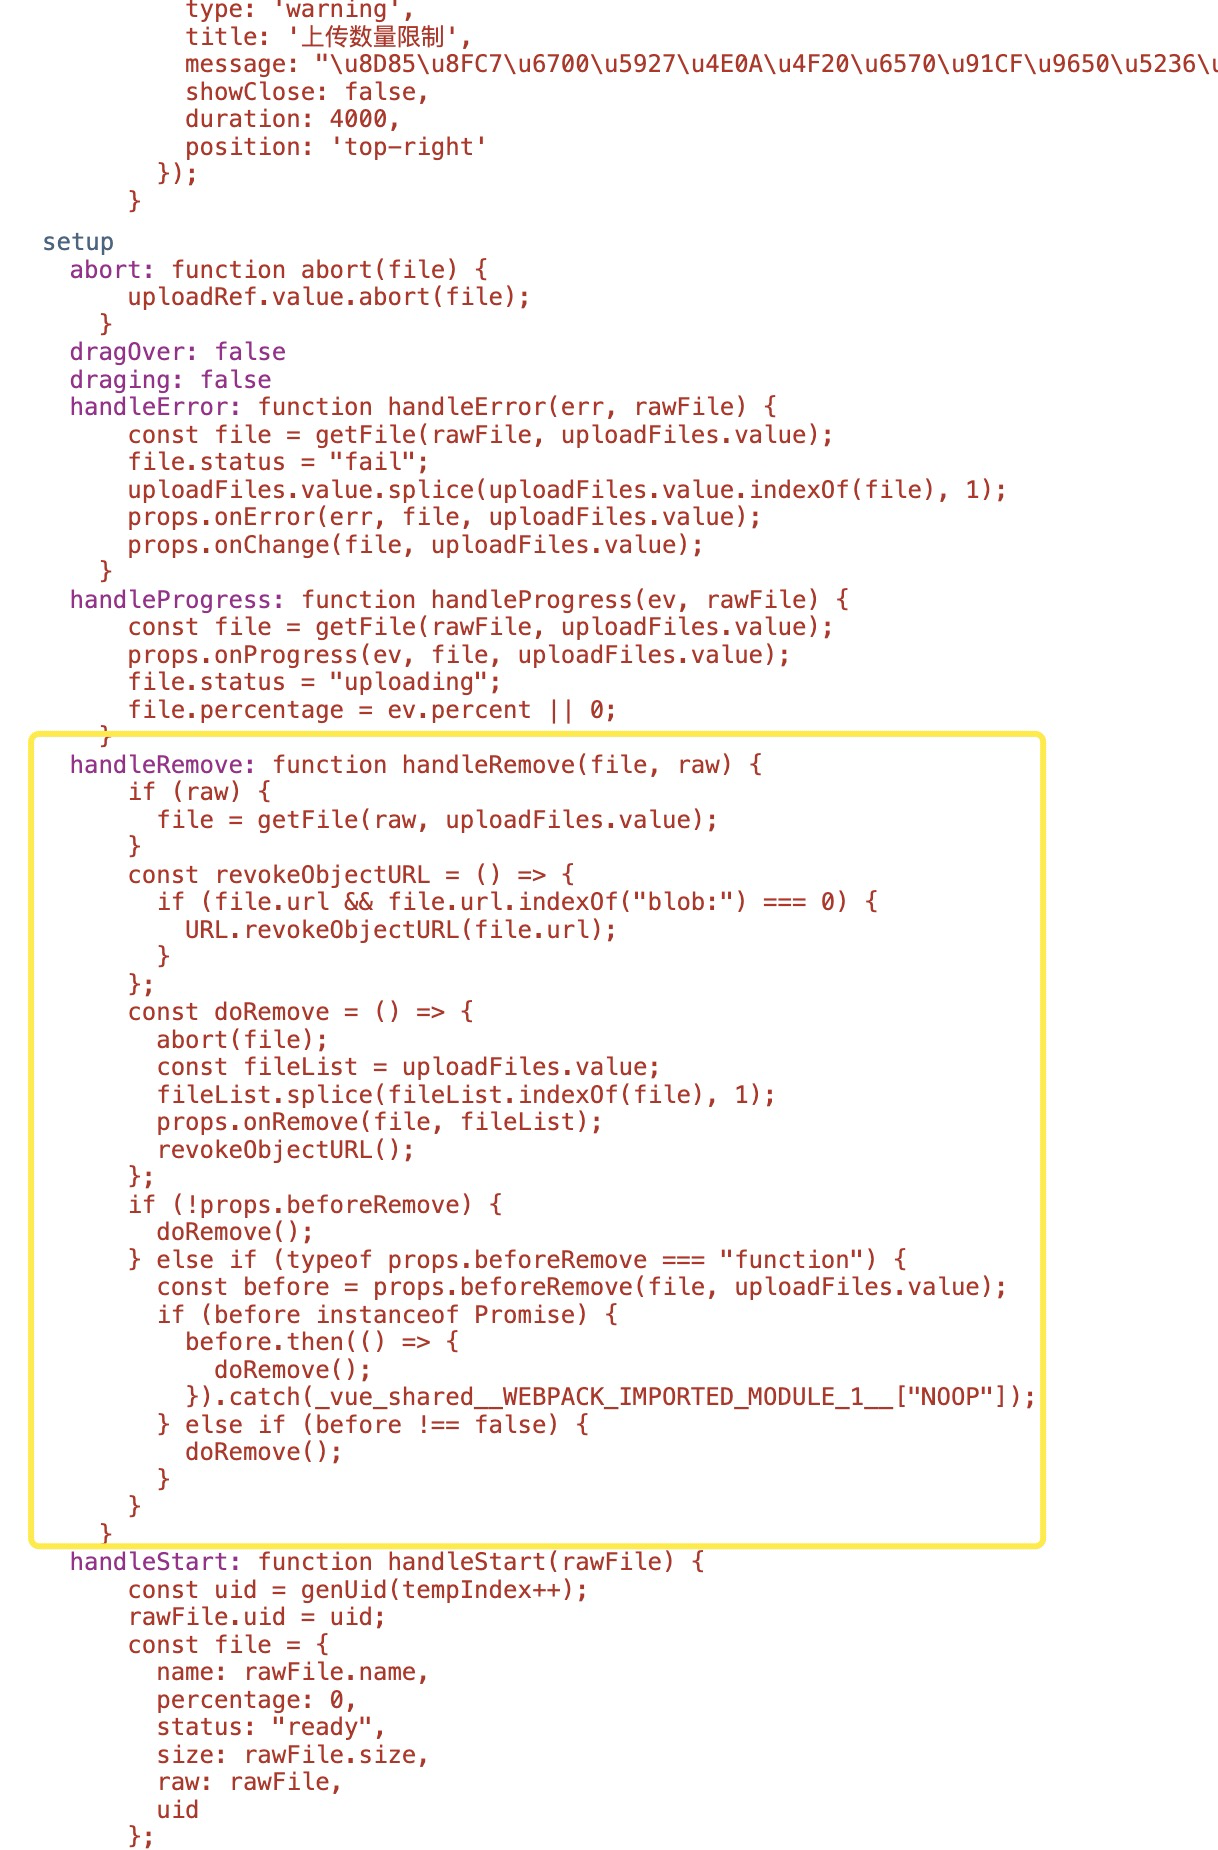 type: 'warning',
title: '上传数量限制',
message: "\u8D85\u8FC7\u6700\u5927\u4E0A\u4F20\u6570\u91CF\u9650\u5236\u
showClose: false,
duration: 4000,
position: 'top-right'
});
}
setup
abort: function abort(file) {
uploadRef.value.abort(file);
}
dragOver: false
draging: false
handleError: function handleError(err, rawFile) {
const file = getFile(rawFile, uploadFiles.value);
file.status = "fail";
uploadFiles.value.splice(uploadFiles.value.indexOf(file), 1);
props.onError(err, file, uploadFiles.value);
props.onChange(file, uploadFiles.value);
}
handleProgress: function handleProgress(ev, rawFile) {
const file = getFile(rawFile, uploadFiles.value);
props.onProgress(ev, file, uploadFiles.value);
file.status = "uploading";
file.percentage = ev.percent || 0;
}
handleRemove: function handleRemove(file, raw) {
if (raw) {
file = getFile(raw, uploadFiles.value);
}
const revokeObjectURL = () => {
if (file.url && file.url.indexOf("blob:") === 0) {
URL.revokeObjectURL(file.url);
}
};
const doRemove = () => {
abort(file);
const fileList = uploadFiles.value;
fileList.splice(fileList.indexOf(file), 1);
props.onRemove(file, fileList);
revokeObjectURL();
};
if (!props.beforeRemove) {
doRemove();
} else if (typeof props.beforeRemove === "function") {
const before = props.beforeRemove(file, uploadFiles.value);
if (before instanceof Promise) {
before.then(() => {
doRemove();
}).catch(_vue_shared__WEBPACK_IMPORTED_MODULE_1__["NOOP"]);
} else if (before !== false) {
doRemove();
}
}
}
handleStart: function handleStart(rawFile) {
const uid = genUid(tempIndex++);
rawFile.uid = uid;
const file = {
name: rawFile.name,
percentage: 0,
status: "ready",
size: rawFile.size,
raw: rawFile,
uid
};